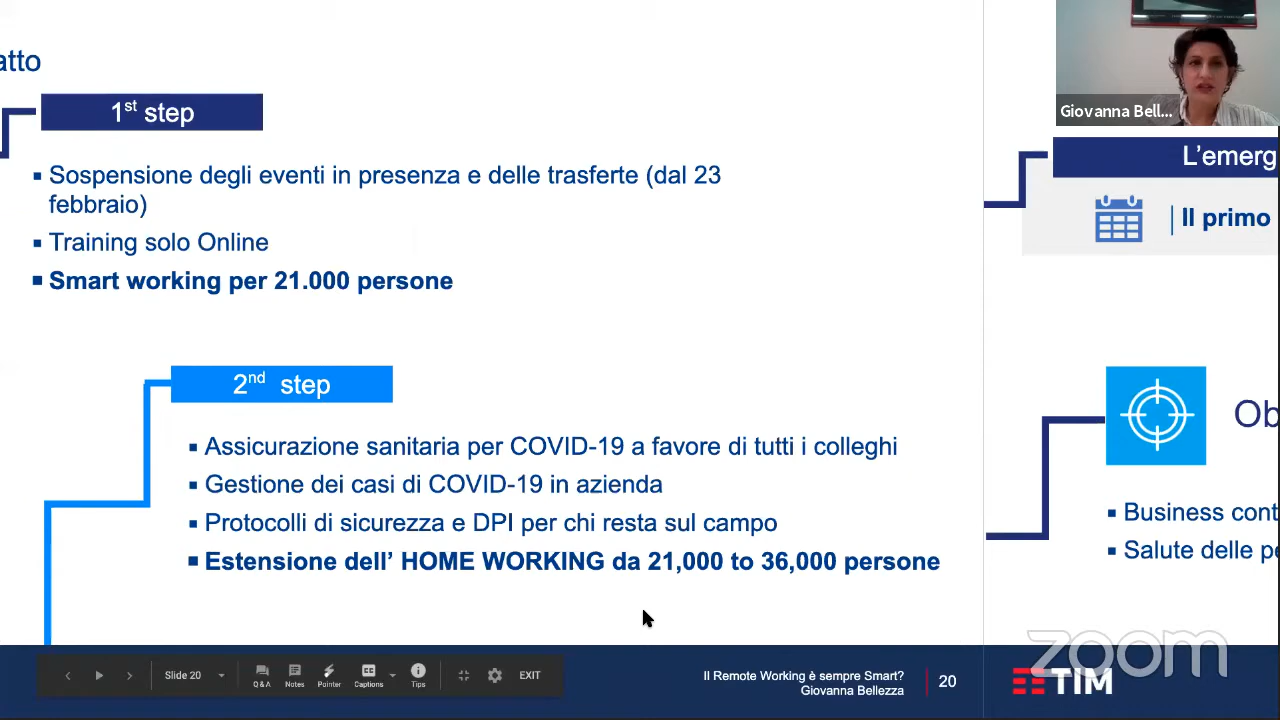 atto
1st step
▪ Sospensione degli eventi in presenza e delle trasferte (dal 23
febbraio)
▪ Training solo Online
▪ Smart working per 21.000 persone
2nd step
▪ Assicurazione sanitaria per COVID-19 a favore di tutti i colleghi
▪ Gestione dei casi di COVID-19 in azienda
▪ Protocolli di sicurezza e DPI per chi resta sul campo
▪ Estensione dell' HOME WORKING da 21,000 to 36,000 persone
Giovanna Bell...
L'emerg
Il primo
Ob
▪ Business cont
▪ Salute delle pe
Slide 20
Q & A
Notes
Pointer
Captions
Tips
EXIT
Il Remote Working è sempre Smart?
Giovanna Bellezza
20
TIM
zoom